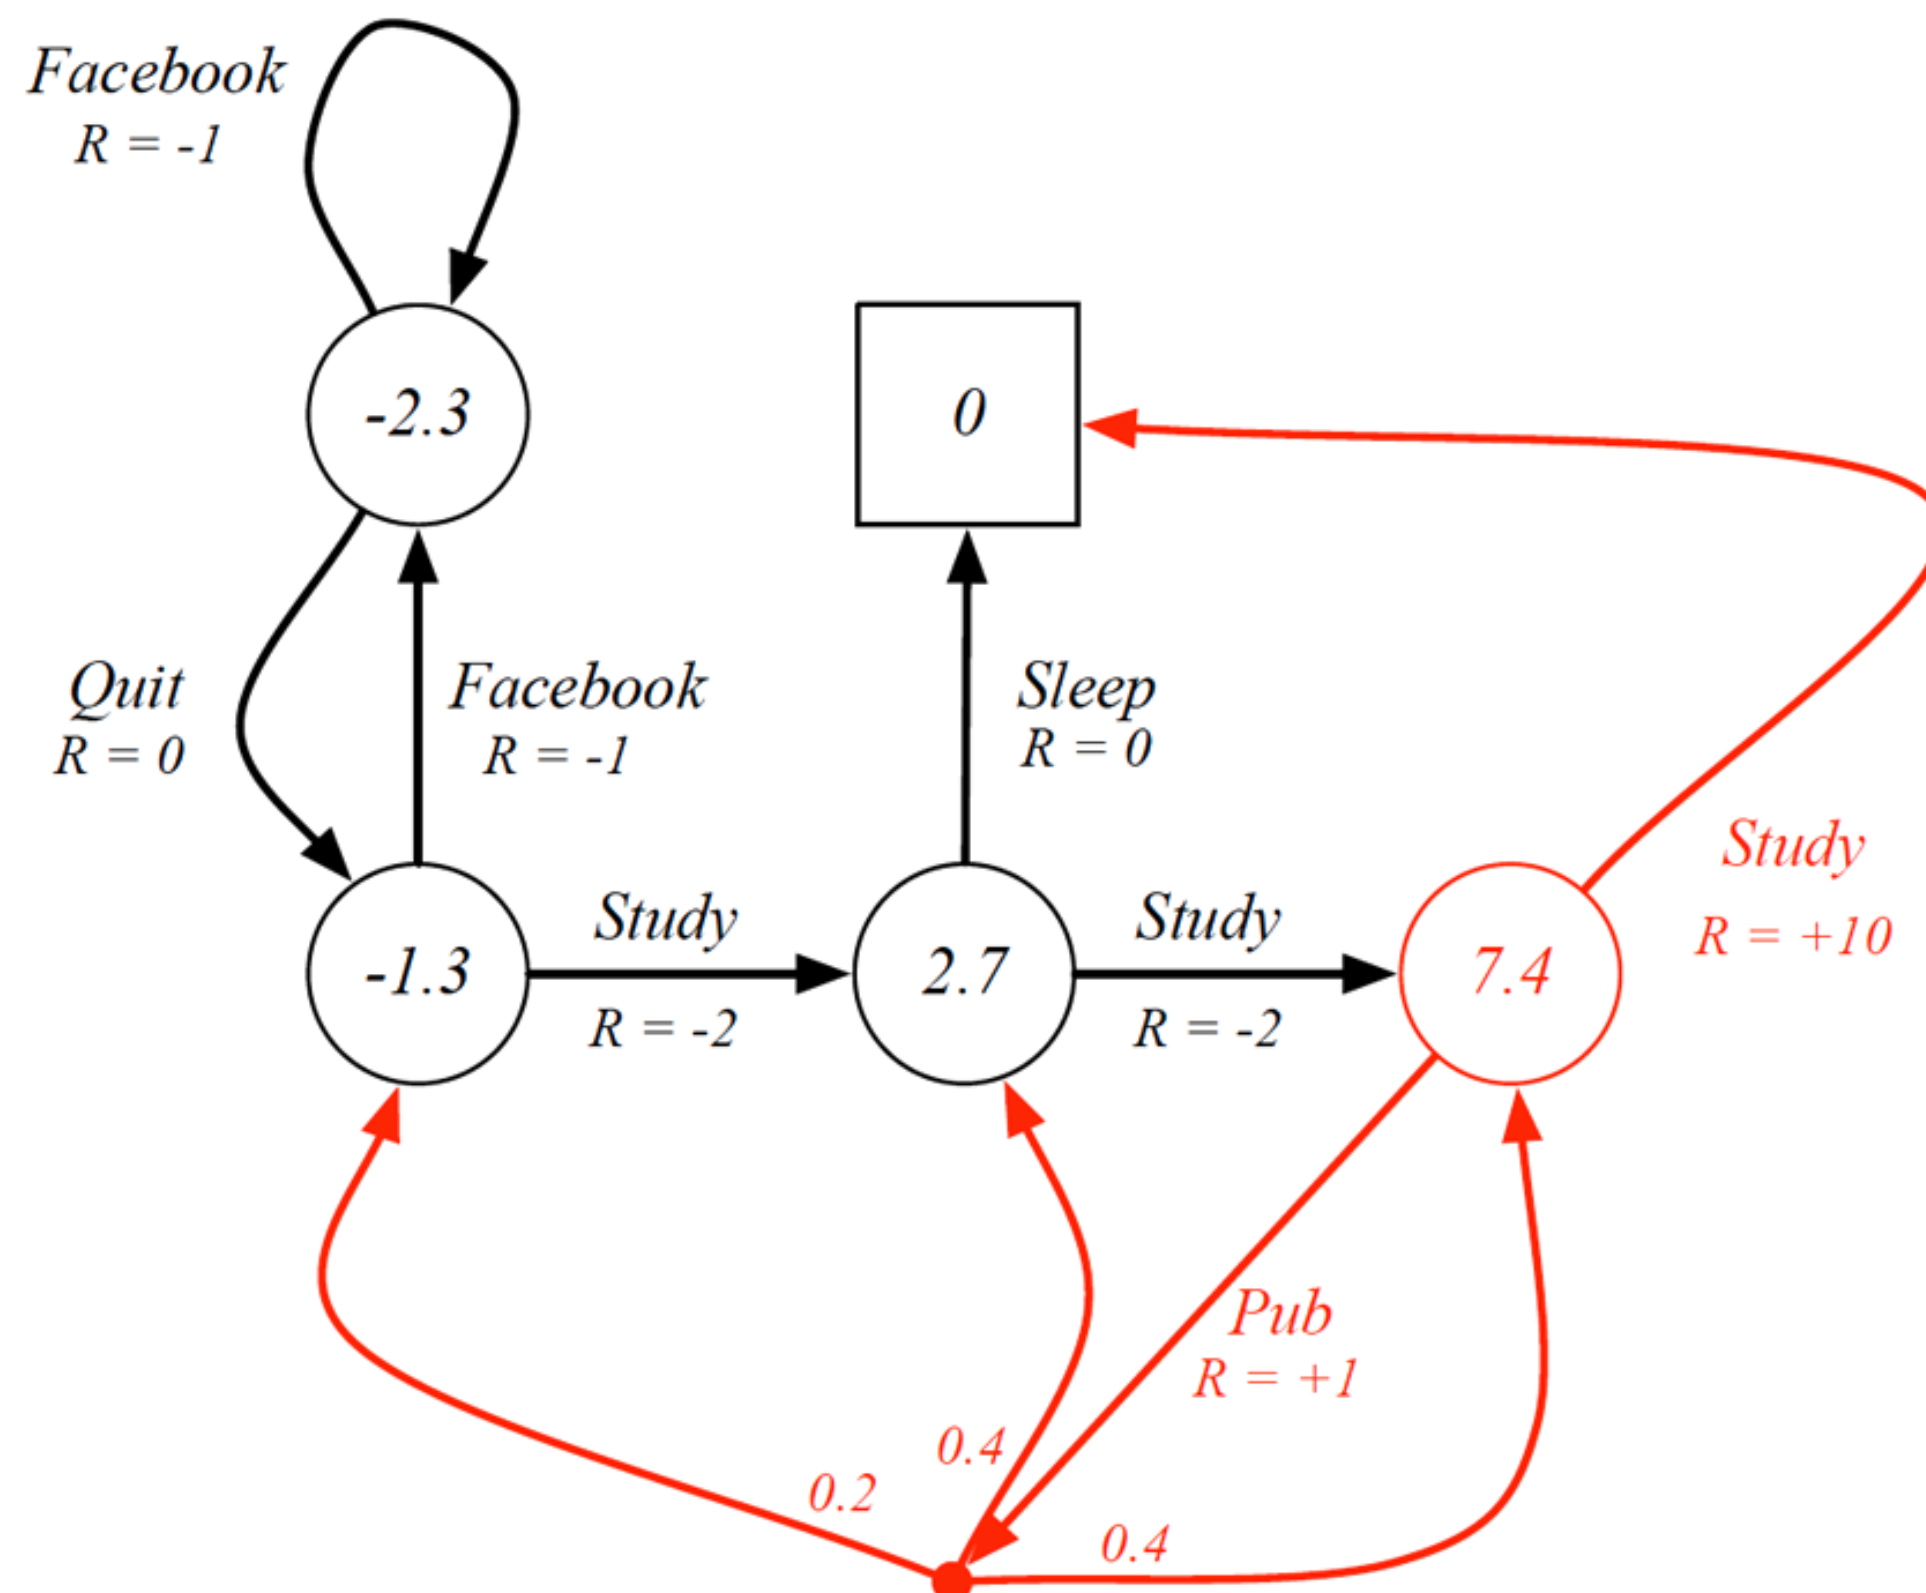 Facebook
R = -1
-2.3
0
Quit
R = 0
Facebook
R = -1
Sleep
R = 0
-1.3
Study
R = -2
2.7
Study
R = -2
7.4
Study
R = +10
Pub
R = +1
0.2
0.4
0.4